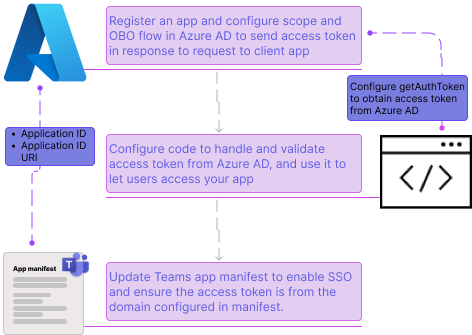 Register an app and configure scope and
OBO flow in Azure AD to send access token
in response to request to client app
Configure getAuthToken
to obtain access token
from Azure AD
• Application ID
• Application ID
URI
Configure code to handle and validate
access token from Azure AD, and use it to
let users access your app
</>
T
App manifest
Update Teams app manifest to enable SSO
and ensure the access token is from the
domain configured in manifest.